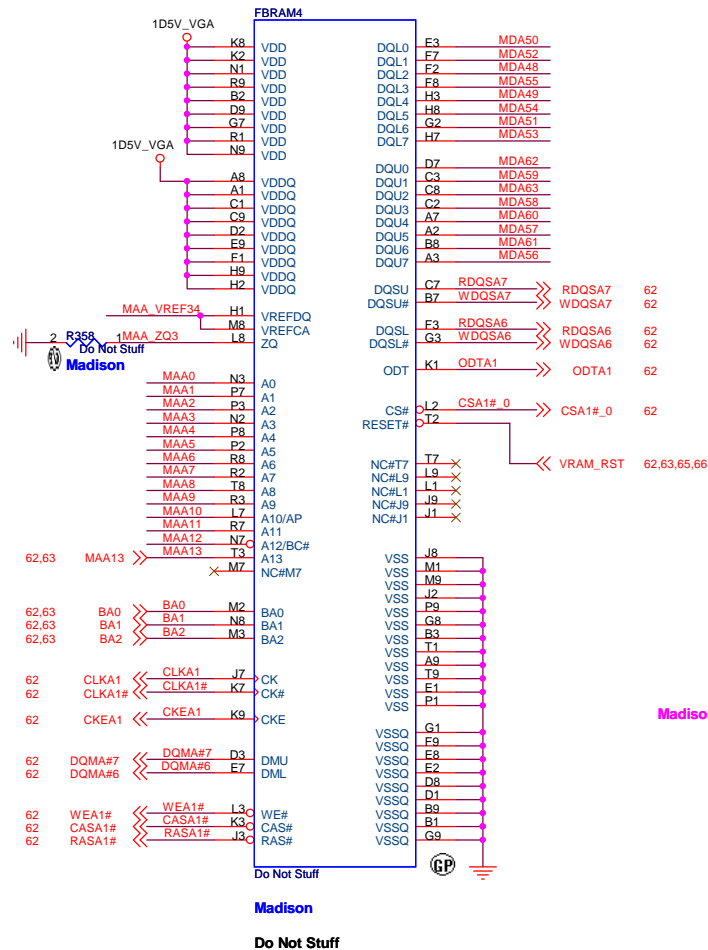 FBRAM4
1D5V_VGA
K8 VDD DQL0 E3 MDA50
K2 VDD DQL1 F7 MDA52
N1 VDD DQL2 F2 MDA48
R9 VDD DQL3 F8 MDA55
B2 VDD DQL4 H3 MDA49
D9 VDD DQL5 H8 MDA54
G7 VDD DQL6 G2 MDA51
R1 VDD DQL7 H7 MDA53
N9 VDD
1D5V_VGA
A8 VDDQ DQU0 D7 MDA62
A1 VDDQ DQU1 C3 MDA59
C1 VDDQ DQU2 C8 MDA63
C9 VDDQ DQU3 C2 MDA58
D2 VDDQ DQU4 A7 MDA60
E9 VDDQ DQU5 A2 MDA57
F1 VDDQ DQU6 B8 MDA61
H9 VDDQ DQU7 A3 MDA56
H2 VDDQ
DQSU C7 RDQSA7 RDQSA7 62
DQSU# B7 WDQSA7 WDQSA7 62
MAA_VREF34 H1 VREFDQ
M8 VREFCA
DQSL F3 RDQSA6 RDQSA6 62
DQSL# G3 WDQSA6 WDQSA6 62
2 R358 1 MAA_ZQ3 L8 ZQ
Do Not Stuff
Madison
ODT K1 ODTA1 ODTA1 62
MAA0 N3 A0
MAA1 P7 A1
MAA2 P3 A2
MAA3 N2 A3
MAA4 P8 A4
MAA5 P2 A5
MAA6 R8 A6
MAA7 R2 A7
MAA8 T8 A8
MAA9 R3 A9
MAA10 L7 A10/AP
MAA11 R7 A11
MAA12 N7 A12/BC#
62,63 MAA13 MAA13 T3 A13
M7 NC#M7
CS# L2 CSA1#_0 CSA1#_0 62
RESET# T2
VRAM_RST 62,63,65,66
NC#T7 T7
NC#L9 L9
NC#L1 L1
NC#J9 J9
NC#J1 J1
62,63 BA0 BA0 M2 BA0
62,63 BA1 BA1 N8 BA1
62,63 BA2 BA2 M3 BA2
62 CLKA1 CLKA1 J7 CK
62 CLKA1# CLKA1# K7 CK#
62 CKEA1 CKEA1 K9 CKE
62 DQMA#7 DQMA#7 D3 DMU
62 DQMA#6 DQMA#6 E7 DML
62 WEA1# WEA1# L3 WE#
62 CASA1# CASA1# K3 CAS#
62 RASA1# RASA1# J3 RAS#
VSS J8
VSS M1
VSS M9
VSS J2
VSS P9
VSS G8
VSS B3
VSS T1
VSS A9
VSS T9
VSS E1
VSS P1
Madiso
VSSQ G1
VSSQ F9
VSSQ E8
VSSQ E2
VSSQ D8
VSSQ D1
VSSQ B9
VSSQ B1
VSSQ G9
GP
Do Not Stuff
Madison
Do Not Stuff